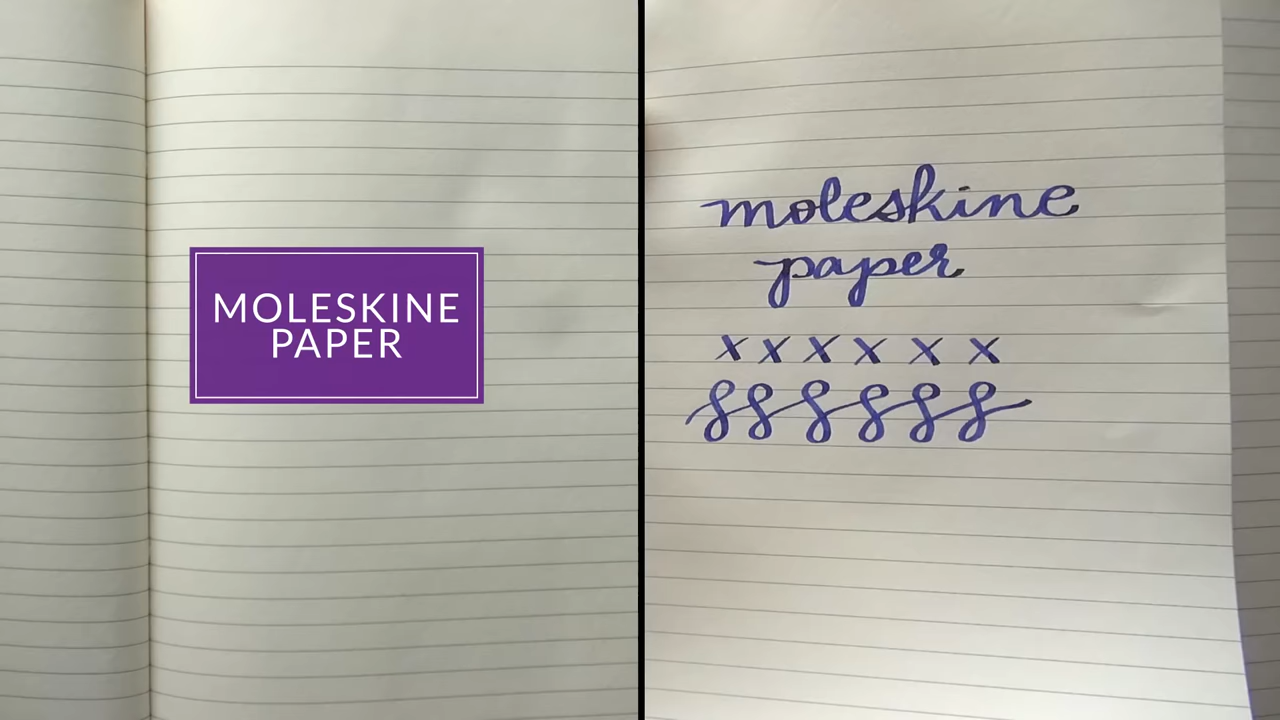 MOLESKINE
PAPER
moleskine
paper
x x x x x x